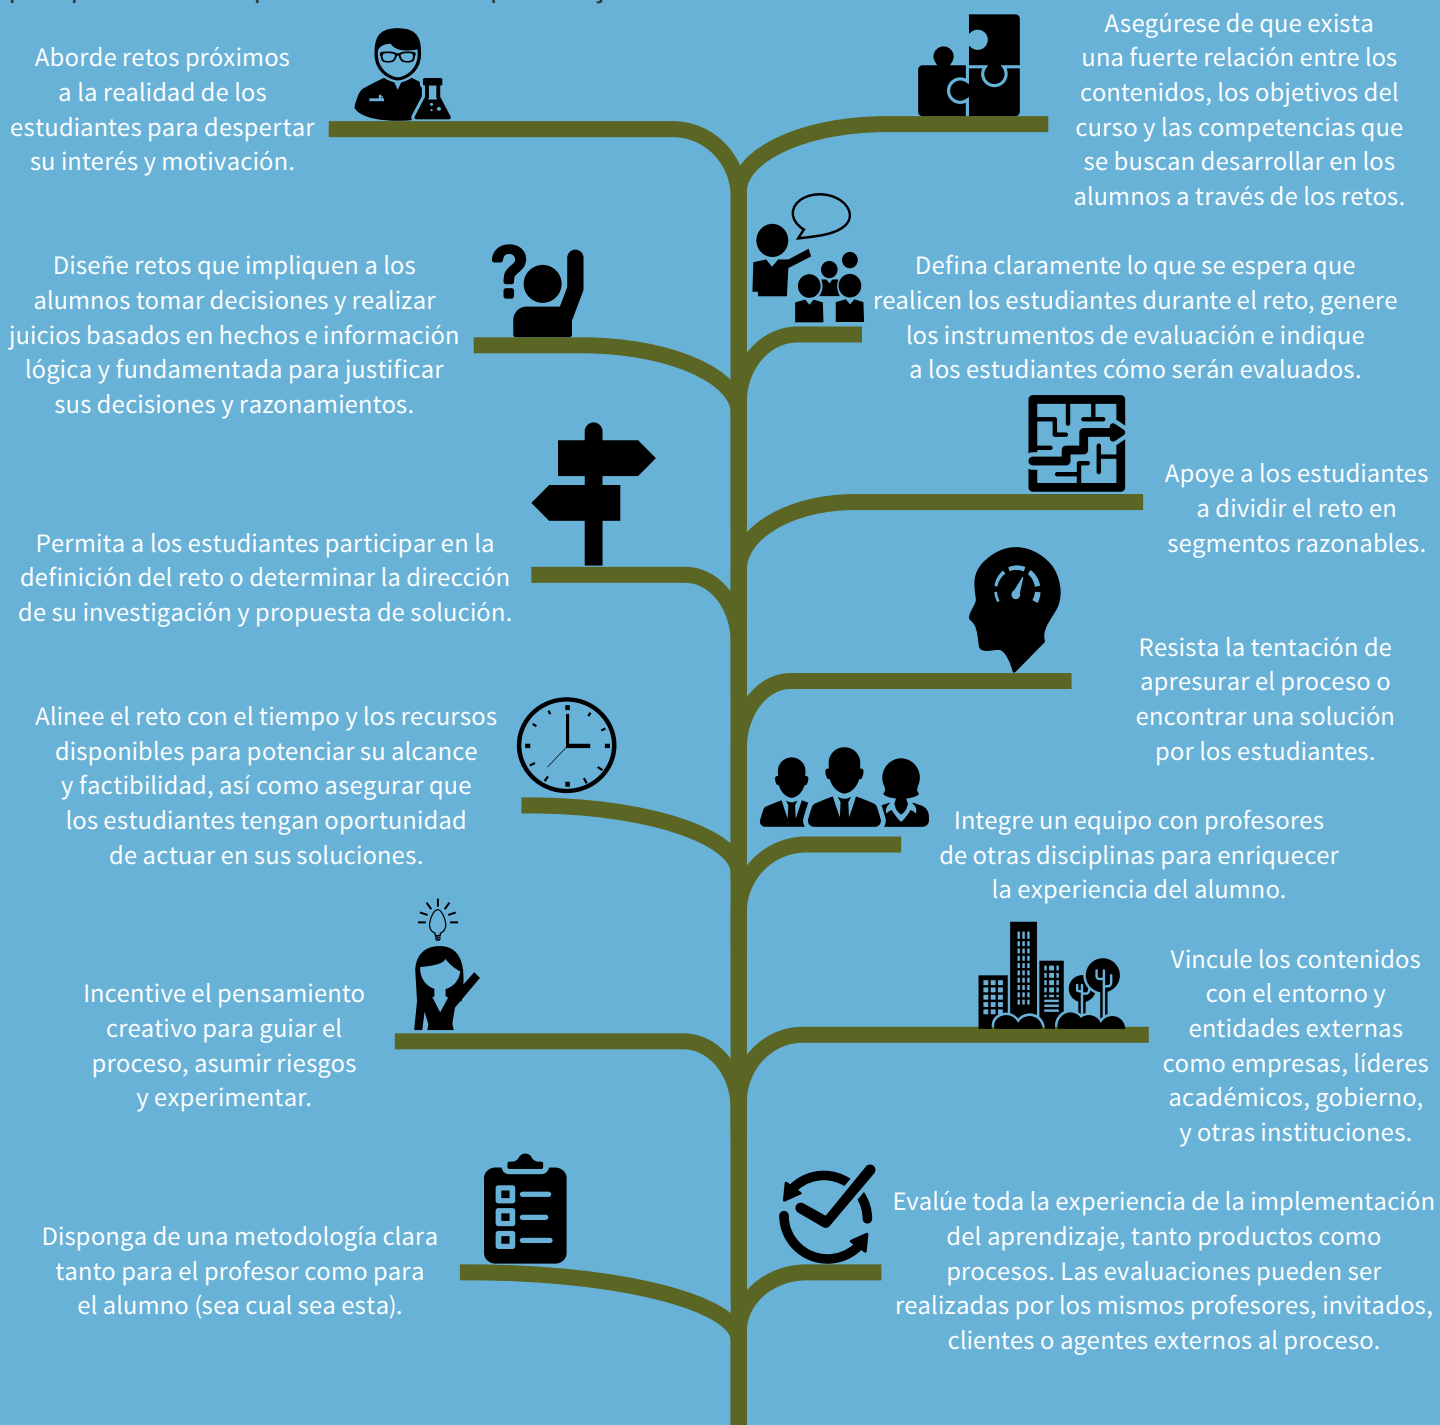 Aborde retos próximos
a la realidad de los
estudiantes para despertar
su interés y motivación.
Asegúrese de que exista
una fuerte relación entre los
contenidos, los objetivos del
curso y las competencias que
se buscan desarrollar en los
alumnos a través de los retos.
Diseñe retos que impliquen a los
alumnos tomar decisiones y realizar
juicios basados en hechos e información
lógica y fundamentada para justificar
sus decisiones y razonamientos.
Defina claramente lo que se espera que
realicen los estudiantes durante el reto, genere
los instrumentos de evaluación e indique
a los estudiantes cómo serán evaluados.
Permita a los estudiantes participar en la
definición del reto o determinar la dirección
de su investigación y propuesta de solución.
Apoye a los estudiantes
a dividir el reto en
segmentos razonables.
Resista la tentación de
apresurar el proceso o
encontrar una solución
por los estudiantes.
Alinee el reto con el tiempo y los recursos
disponibles para potenciar su alcance
y factibilidad, así como asegurar que
los estudiantes tengan oportunidad
de actuar en sus soluciones.
Integre un equipo con profesores
de otras disciplinas para enriquecer
la experiencia del alumno.
Incentive el pensamiento
creativo para guiar el
proceso, asumir riesgos
y experimentar.
Vincule los contenidos
con el entorno y
entidades externas
como empresas, líderes
académicos, gobierno,
y otras instituciones.
Disponga de una metodología clara
tanto para el profesor como para
el alumno (sea cual sea esta).
Evalúe toda la experiencia de la implementación
del aprendizaje, tanto productos como
procesos. Las evaluaciones pueden ser
realizadas por los mismos profesores, invitados,
clientes o agentes externos al proceso.